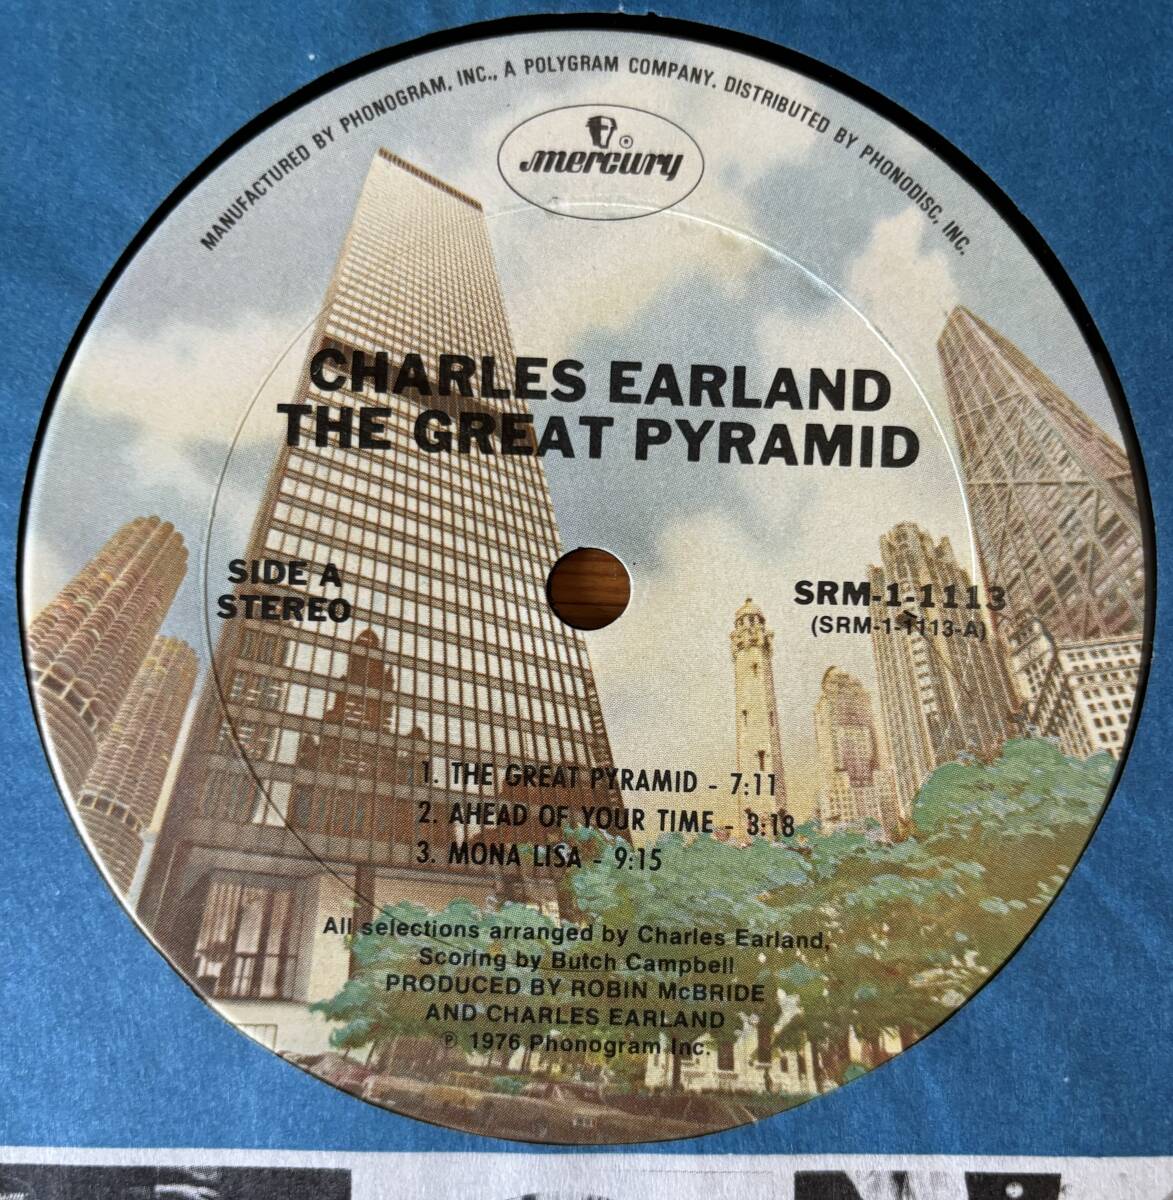 MANUFACTURED BY PHONOGRAM, INC., A POLYGRAM COMPANY. DISTRIBUTED BY PHONODISC, INC.
mercury
CHARLES EARLAND
THE GREAT PYRAMID
SIDE A
STEREO
SRM-1-1113
(SRM-1-1113-A)
1. THE GREAT PYRAMID - 7:11
2. AHEAD OF YOUR TIME - 3:18
3. MONA LISA - 9:15
All selections arranged by Charles Earland,
Scoring by Butch Campbell
PRODUCED BY ROBIN McBRIDE
AND CHARLES EARLAND
℗ 1976 Phonogram Inc.